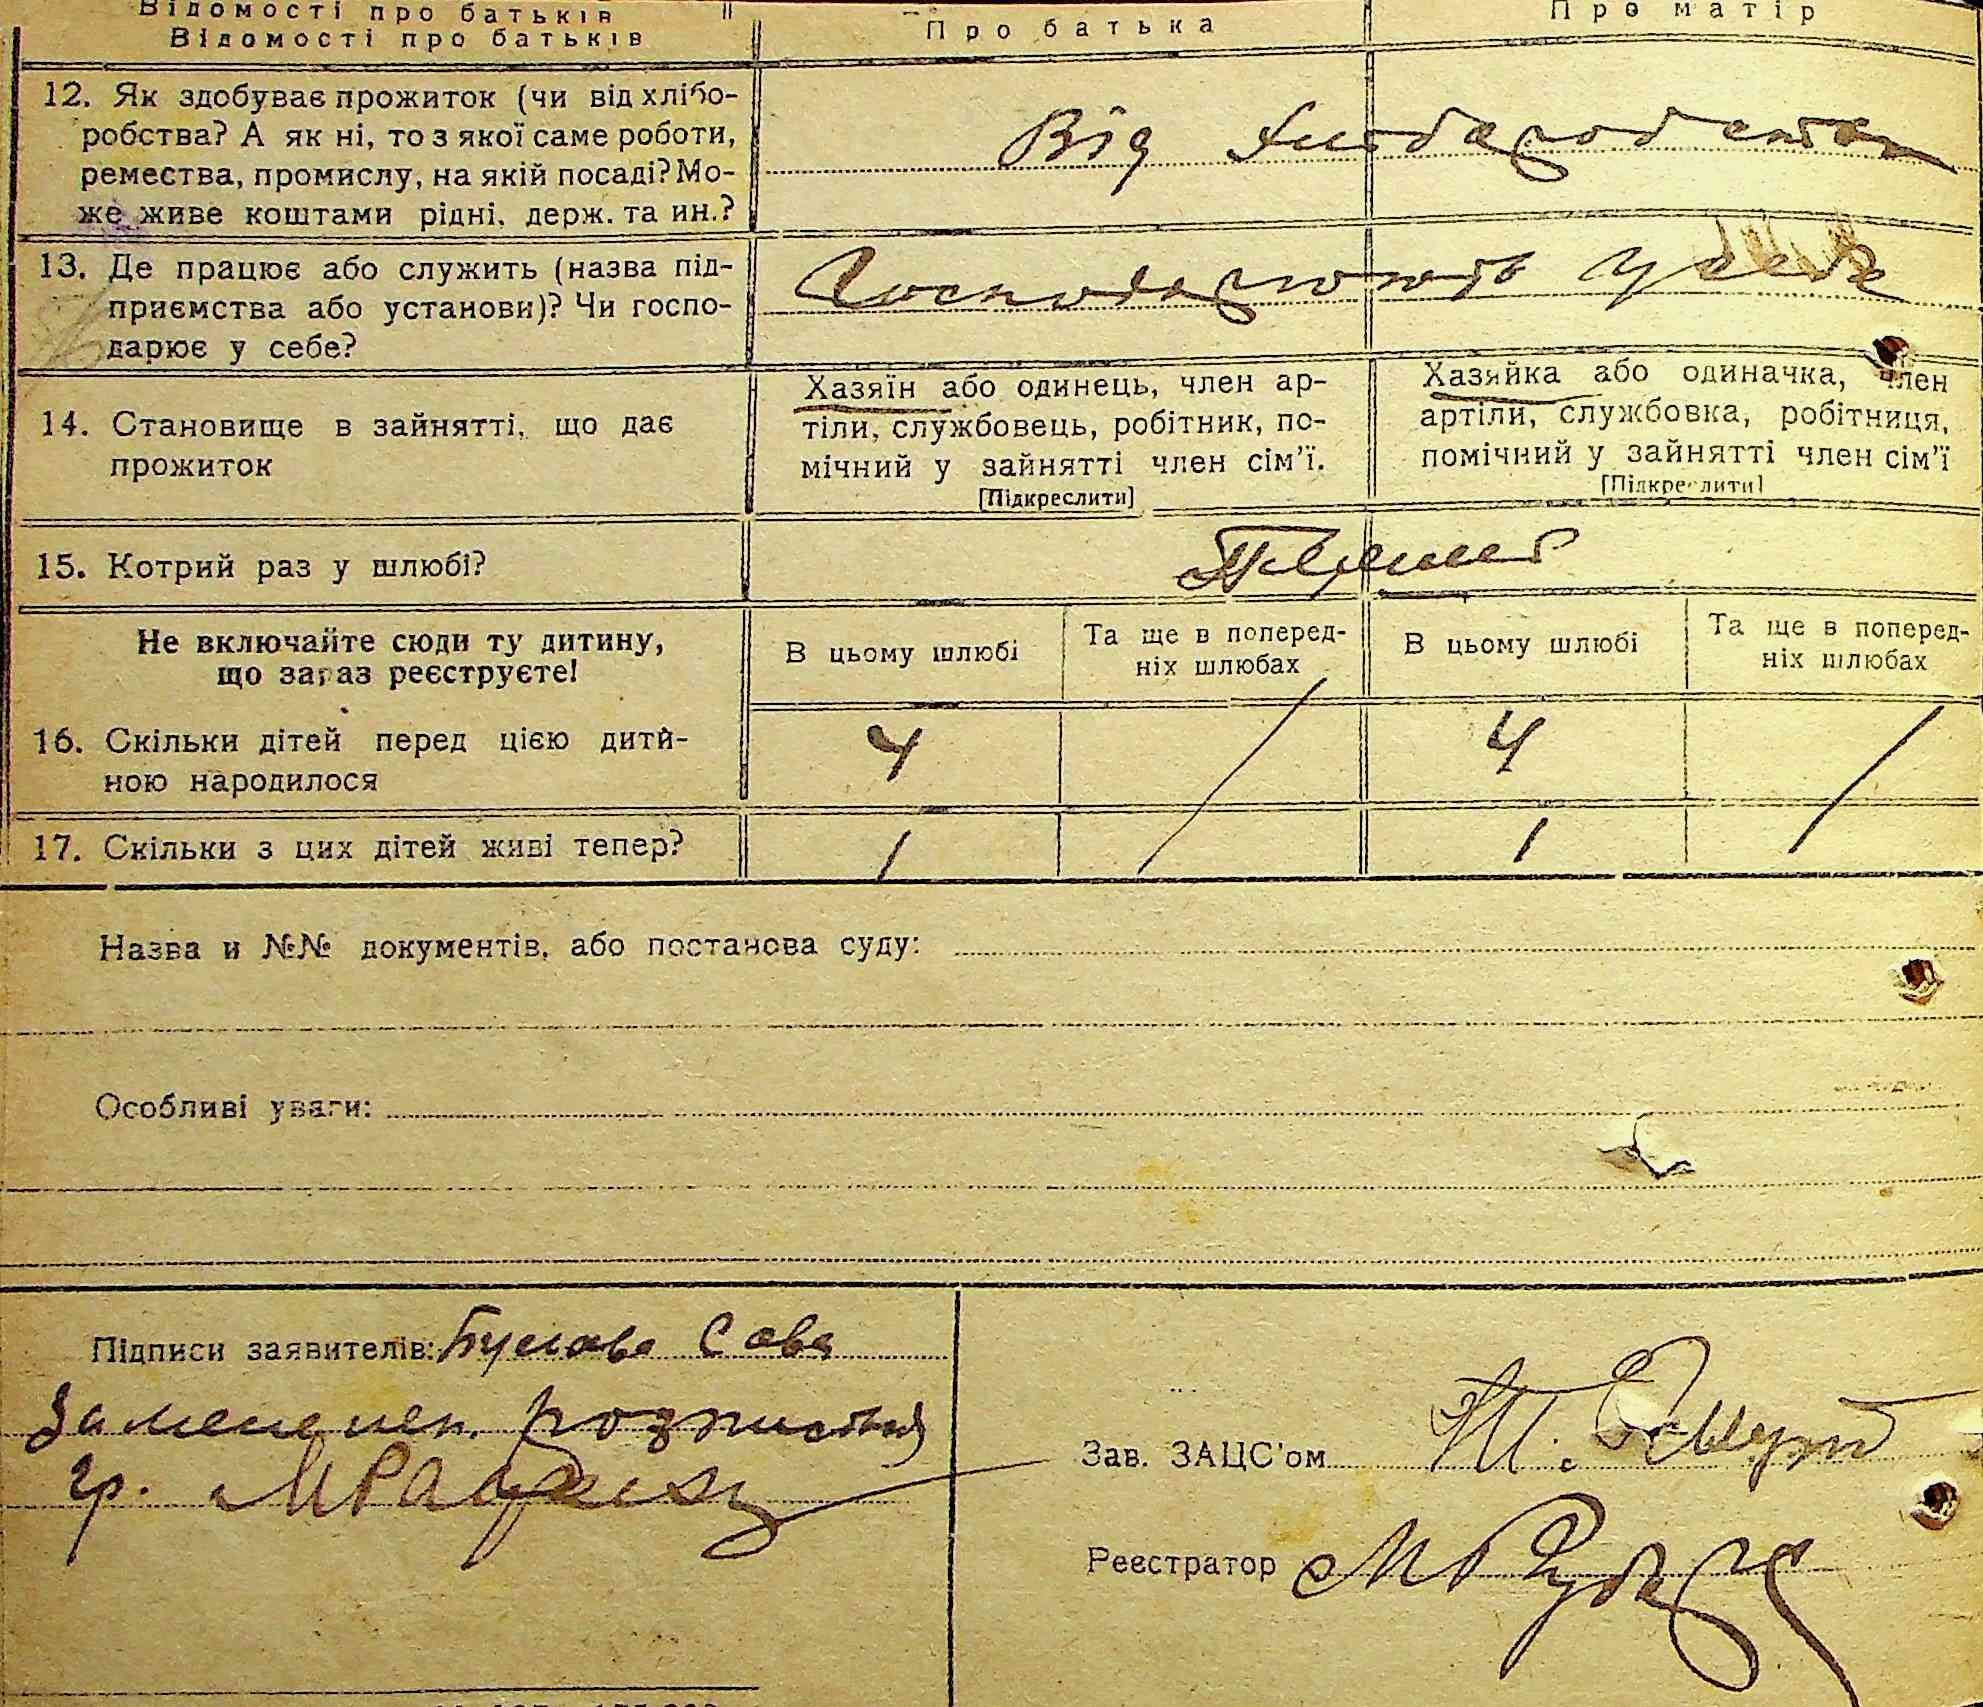 Відомості про батьків
Відомості про батьків
Про батька
Про матір
12. Як здобуває прожиток (чи від хлібо-
робства? А як ні, то з якої саме роботи,
ремества, промислу, на якій посаді? Мо-
же живе коштами рідні, держ. та ин.?
Від
13. Де працює або служить (назва під-
приємства або установи)? Чи госпо-
дарює у себе?
Господарюють у себе
14. Становище в зайнятті, що дає
прожиток
Хазяїн або одинець, член ар-
тіли, службовець, робітник, по-
мічний у зайнятті член сім'ї.
[Підкреслити]
Хазяйка або одиначка, член
артіли, службовка, робітниця,
помічний у зайнятті член сім'ї
[Підкреслити]
15. Котрий раз у шлюбі?
Не включайте сюди ту дитину,
що зараз реєструєте!
В цьому шлюбі
Та ще в поперед-
ніх шлюбах
В цьому шлюбі
Та ще в поперед-
ніх шлюбах
16. Скільки дітей перед цією дити-
ною народилося
4 / 4 /
17. Скільки з цих дітей живі тепер?
1 1
Назва и №№ документів, або постанова суду:
Особливі уваги:
Підписи заявителів: Сава
гр.
Зав. ЗАЦС'ом
Реєстратор